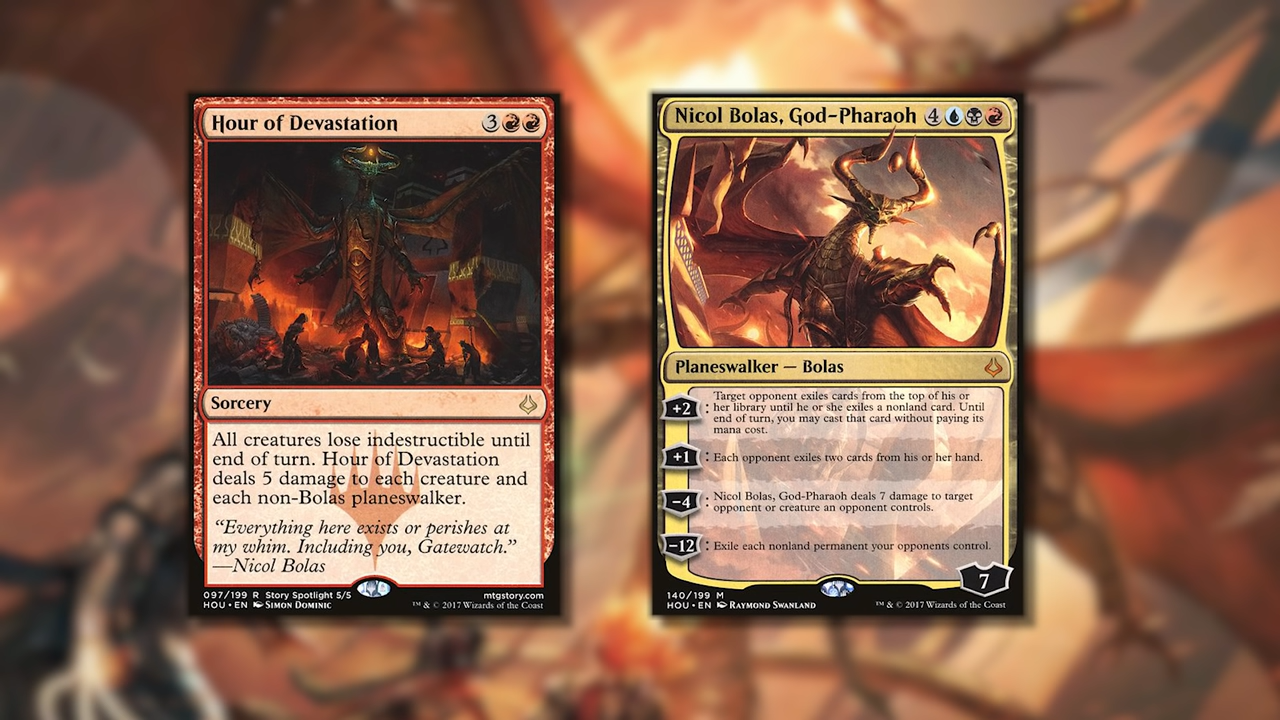 Hour of Devastation 3
Sorcery
All creatures lose indestructible until
end of turn. Hour of Devastation
deals 5 damage to each creature and
each non-Bolas planeswalker.
“Everything here exists or perishes at
my whim. Including you, Gatewatch.”
—Nicol Bolas
097/199 R Story Spotlight 5/5
HOU • EN Simon Dominic
mtgstory.com
™ & © 2017 Wizards of the Coast
Nicol Bolas, God-Pharaoh 4
Planeswalker — Bolas
+2 : Target opponent exiles cards from the top of his or
her library until he or she exiles a nonland card. Until
end of turn, you may cast that card without paying its
mana cost.
+1 : Each opponent exiles two cards from his or her hand.
−4 : Nicol Bolas, God-Pharaoh deals 7 damage to target
opponent or creature an opponent controls.
−12 : Exile each nonland permanent your opponents control.
7
140/199 M
HOU • EN Raymond Swanland
™ & © 2017 Wizards of the Coast